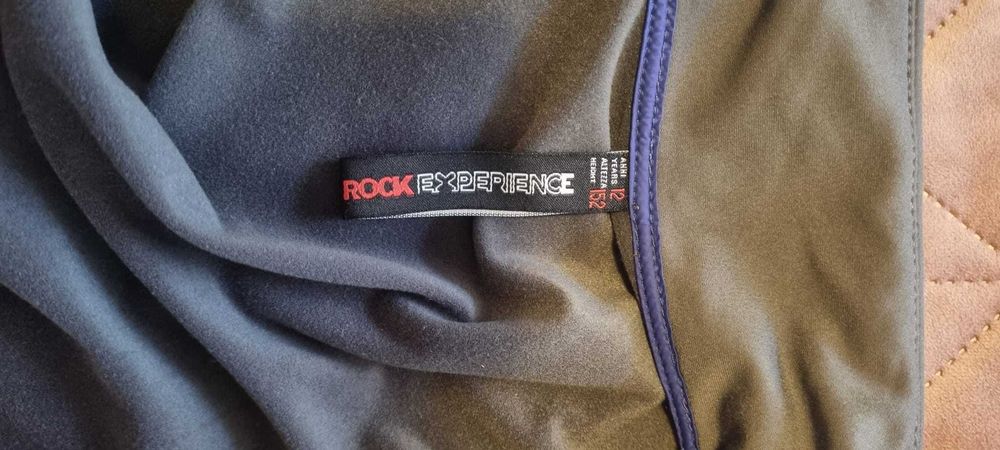 ROCK EXPERIENCE
ANNI
YEARS 12
ALTEZZA
HEIGHT 152